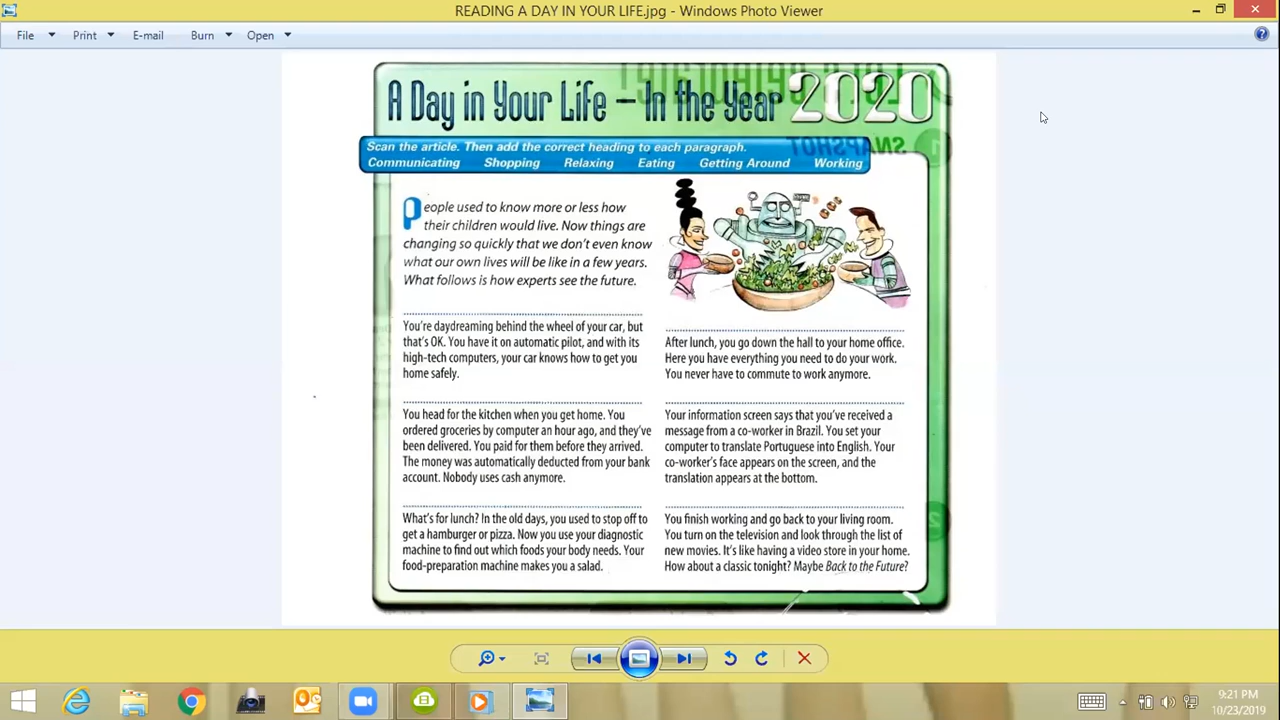 READING A DAY IN YOUR LIFE.jpg - Windows Photo Viewer
File Print E-mail Burn Open
A Day in Your Life – In the Year 2020
Scan the article. Then add the correct heading to each paragraph.
Communicating Shopping Relaxing Eating Getting Around Working
SNAPSHOT
1
People used to know more or less how
their children would live. Now things are
changing so quickly that we don't even know
what our own lives will be like in a few years.
What follows is how experts see the future.
You're daydreaming behind the wheel of your car, but
that's OK. You have it on automatic pilot, and with its
high-tech computers, your car knows how to get you
home safely.
You head for the kitchen when you get home. You
ordered groceries by computer an hour ago, and they've
been delivered. You paid for them before they arrived.
The money was automatically deducted from your bank
account. Nobody uses cash anymore.
What's for lunch? In the old days, you used to stop off to
get a hamburger or pizza. Now you use your diagnostic
machine to find out which foods your body needs. Your
food-preparation machine makes you a salad.
After lunch, you go down the hall to your home office.
Here you have everything you need to do your work.
You never have to commute to work anymore.
Your information screen says that you've received a
message from a co-worker in Brazil. You set your
computer to translate Portuguese into English. Your
co-worker's face appears on the screen, and the
translation appears at the bottom.
You finish working and go back to your living room.
You turn on the television and look through the list of
new movies. It's like having a video store in your home.
How about a classic tonight? Maybe Back to the Future?
2
9:21 PM
10/23/2019